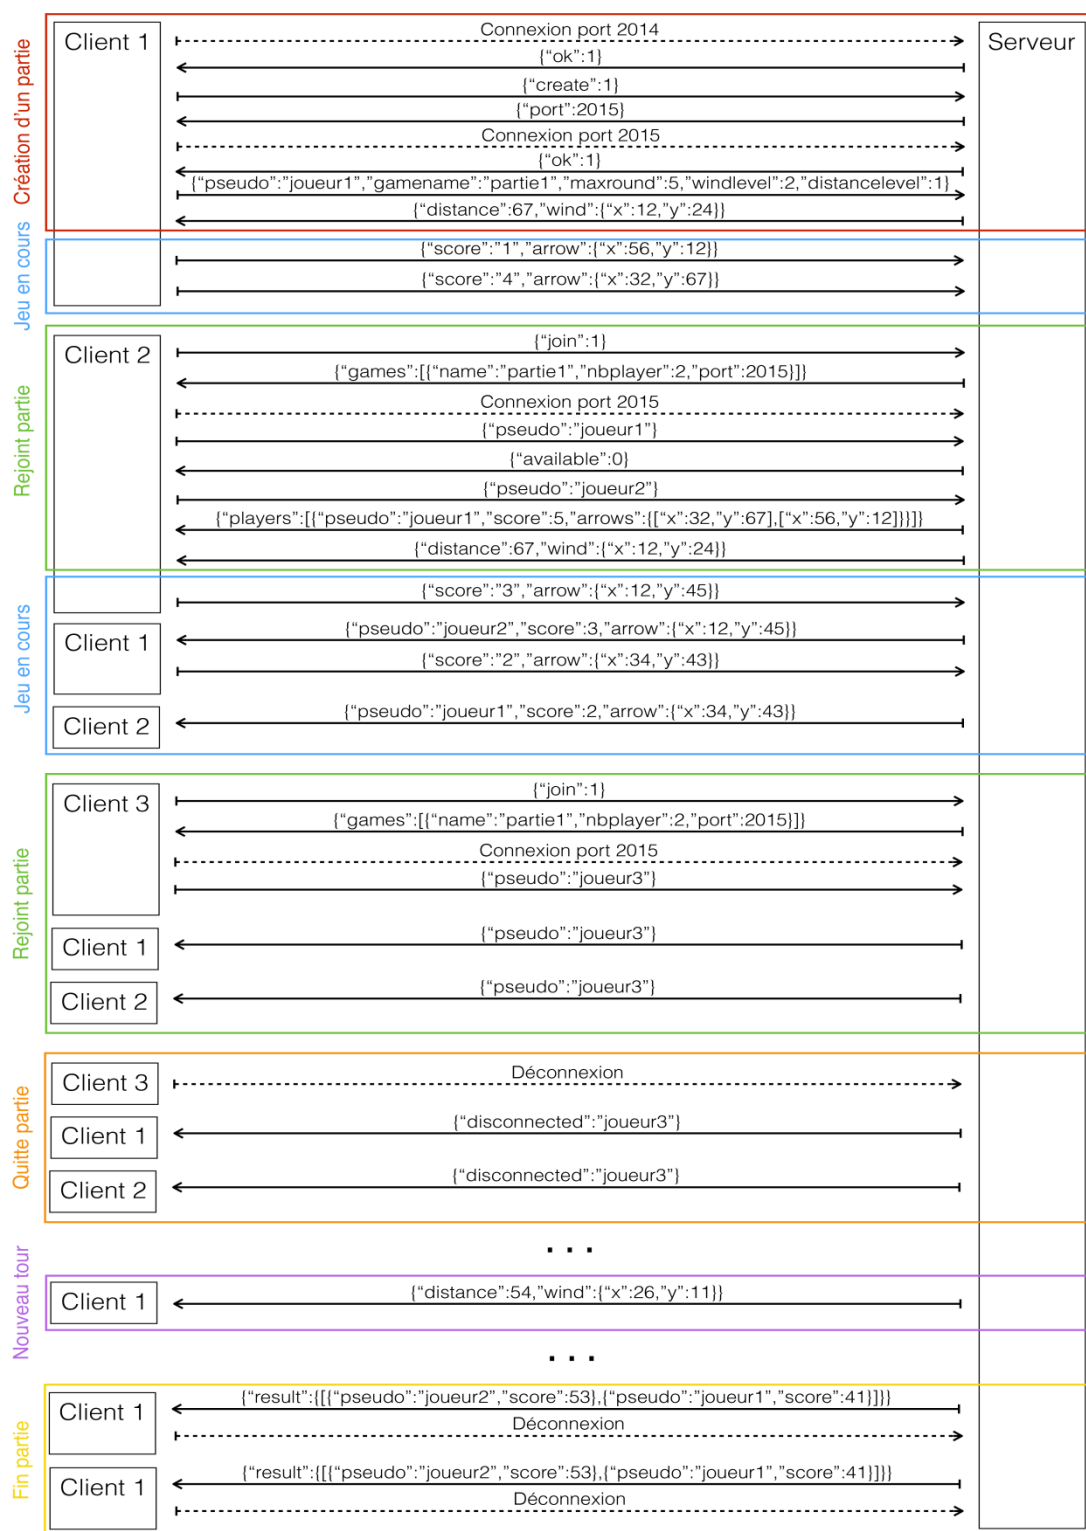 Création d'un partie
Client 1
Serveur
Connexion port 2014
{“ok”:1}
{“create”:1}
{“port”:2015}
Connexion port 2015
{“ok”:1}
{“pseudo”:”joueur1”,”gamename”:”partie1”,”maxround”:5,”windlevel”:2,”distancelevel”:1}
{“distance”:67,”wind”:{“x”:12,”y”:24}}
Jeu en cours
{“score”:”1”,”arrow”:{“x”:56,”y”:12}}
{“score”:”4”,”arrow”:{“x”:32,”y”:67}}
Rejoint partie
Client 2
{“join”:1}
{“games”:[{“name”:”partie1”,”nbplayer”:2,”port”:2015}]}
Connexion port 2015
{“pseudo”:”joueur1”}
{“available”:0}
{“pseudo”:”joueur2”}
{“players”:[{“pseudo”:”joueur1”,”score”:5,”arrows”:{[“x”:32,”y”:67],[“x”:56,”y”:12]}}]}
{“distance”:67,”wind”:{“x”:12,”y”:24}}
Jeu en cours
{“score”:”3”,”arrow”:{“x”:12,”y”:45}}
Client 1
{“pseudo”:”joueur2”,”score”:3,”arrow”:{“x”:12,”y”:45}}
{“score”:”2”,”arrow”:{“x”:34,”y”:43}}
Client 2
{“pseudo”:”joueur1”,”score”:2,”arrow”:{“x”:34,”y”:43}}
Rejoint partie
Client 3
{“join”:1}
{“games”:[{“name”:”partie1”,”nbplayer”:2,”port”:2015}]}
Connexion port 2015
{“pseudo”:”joueur3”}
Client 1
{“pseudo”:”joueur3”}
Client 2
{“pseudo”:”joueur3”}
Quitte partie
Client 3
Déconnexion
Client 1
{“disconnected”:”joueur3”}
Client 2
{“disconnected”:”joueur3”}
. . .
Nouveau tour
Client 1
{“distance”:54,”wind”:{“x”:26,”y”:11}}
. . .
Fin partie
Client 1
{“result”:{[{“pseudo”:”joueur2”,”score”:53},{“pseudo”:”joueur1”,”score”:41}]}}
Déconnexion
Client 1
{“result”:{[{“pseudo”:”joueur2”,”score”:53},{“pseudo”:”joueur1”,”score”:41}]}}
Déconnexion